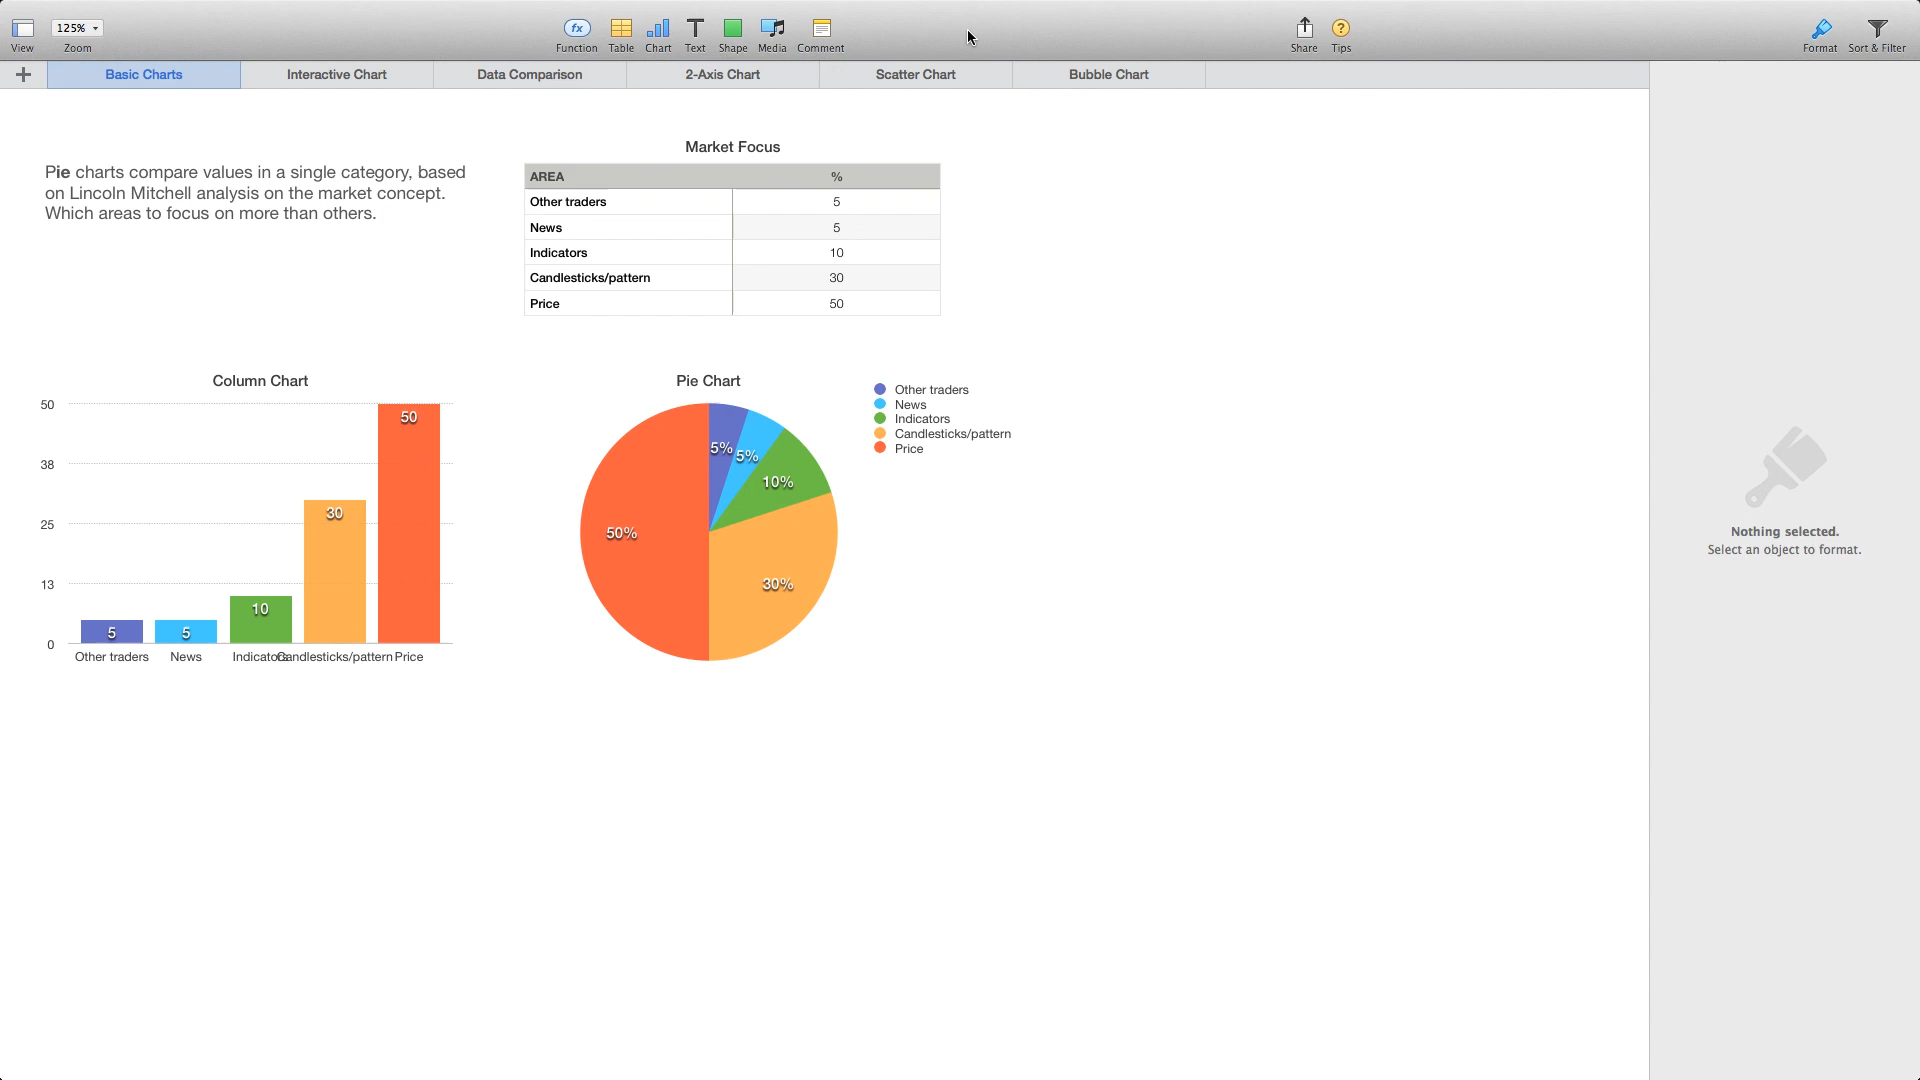 125%
View
Zoom
fx
Function
Table
Chart
Text
Shape
Media
Comment
Share
?
Tips
Format
Sort & Filter
Basic Charts
Interactive Chart
Data Comparison
2-Axis Chart
Scatter Chart
Bubble Chart
Pie charts compare values in a single category, based
on Lincoln Mitchell analysis on the market concept.
Which areas to focus on more than others.
Market Focus
AREA %
Other traders 5
News 5
Indicators 10
Candlesticks/pattern 30
Price 50
Column Chart
50
38
25
13
0
5
5
10
30
50
Other traders
News
Indicators
Candlesticks/pattern
Price
Pie Chart
5%
5%
10%
30%
50%
Other traders
News
Indicators
Candlesticks/pattern
Price
Nothing selected.
Select an object to format.